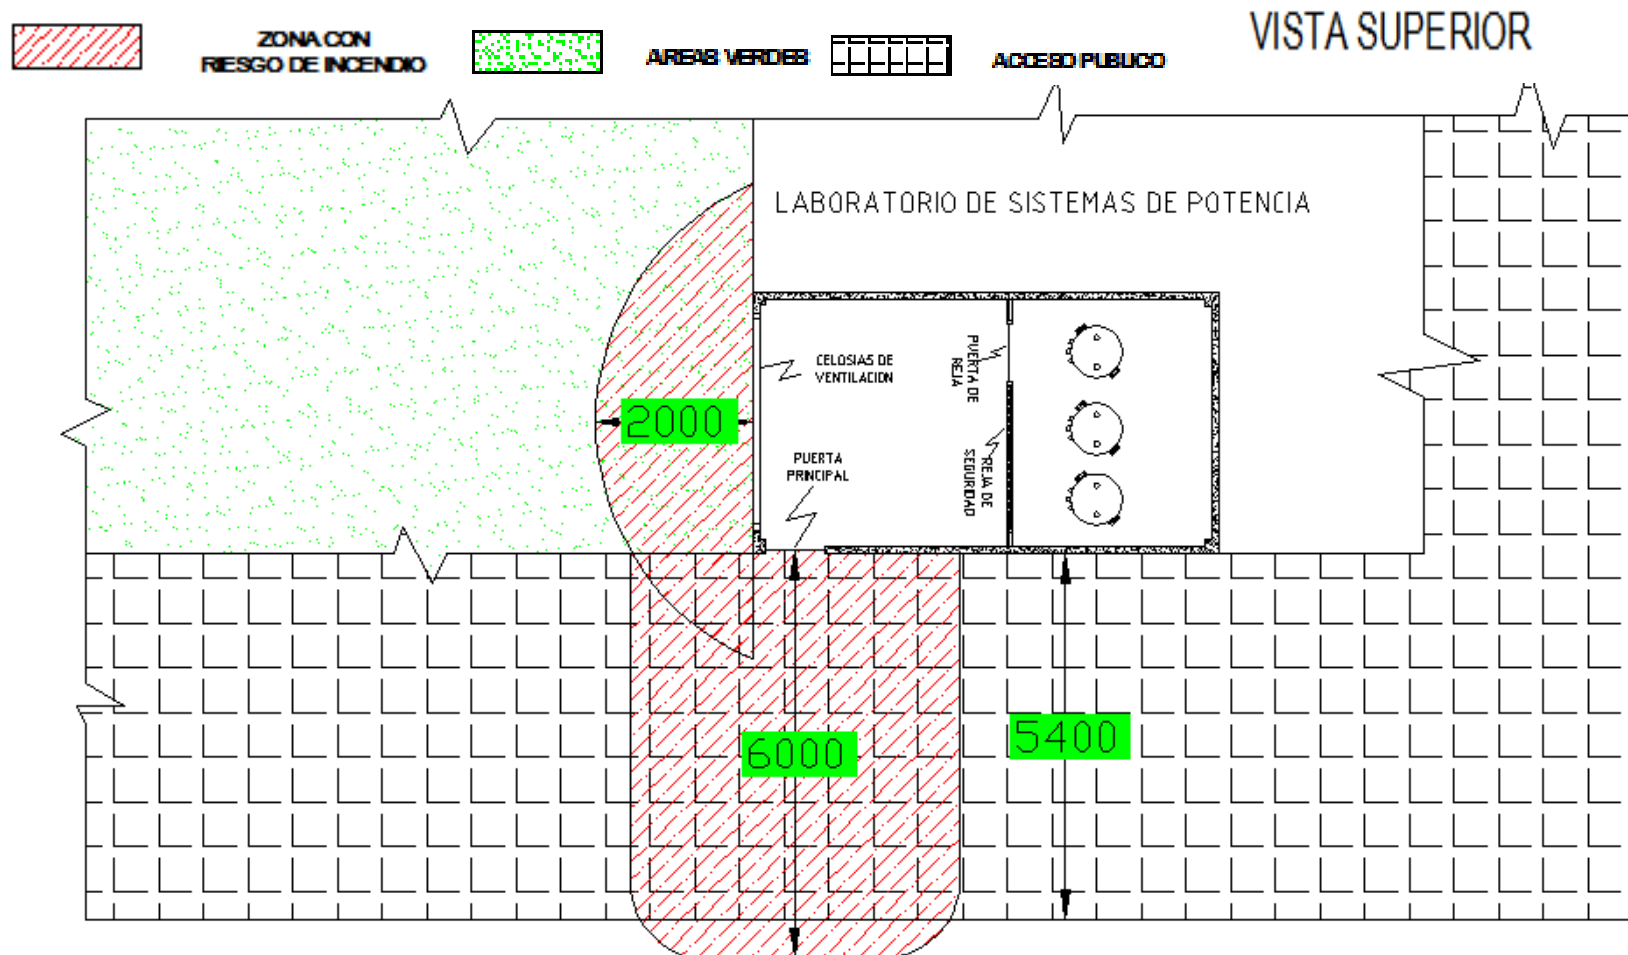 VISTA SUPERIOR
ZONA CON
RIESGO DE INCENDIO
AREAS VERDES
ACCESO PUBLICO
LABORATORIO DE SISTEMAS DE POTENCIA
CELOSIAS DE
VENTILACION
PUERTA DE
REJA
2000
PUERTA
PRINCIPAL
REJA DE
SEGURIDAD
6000
5400